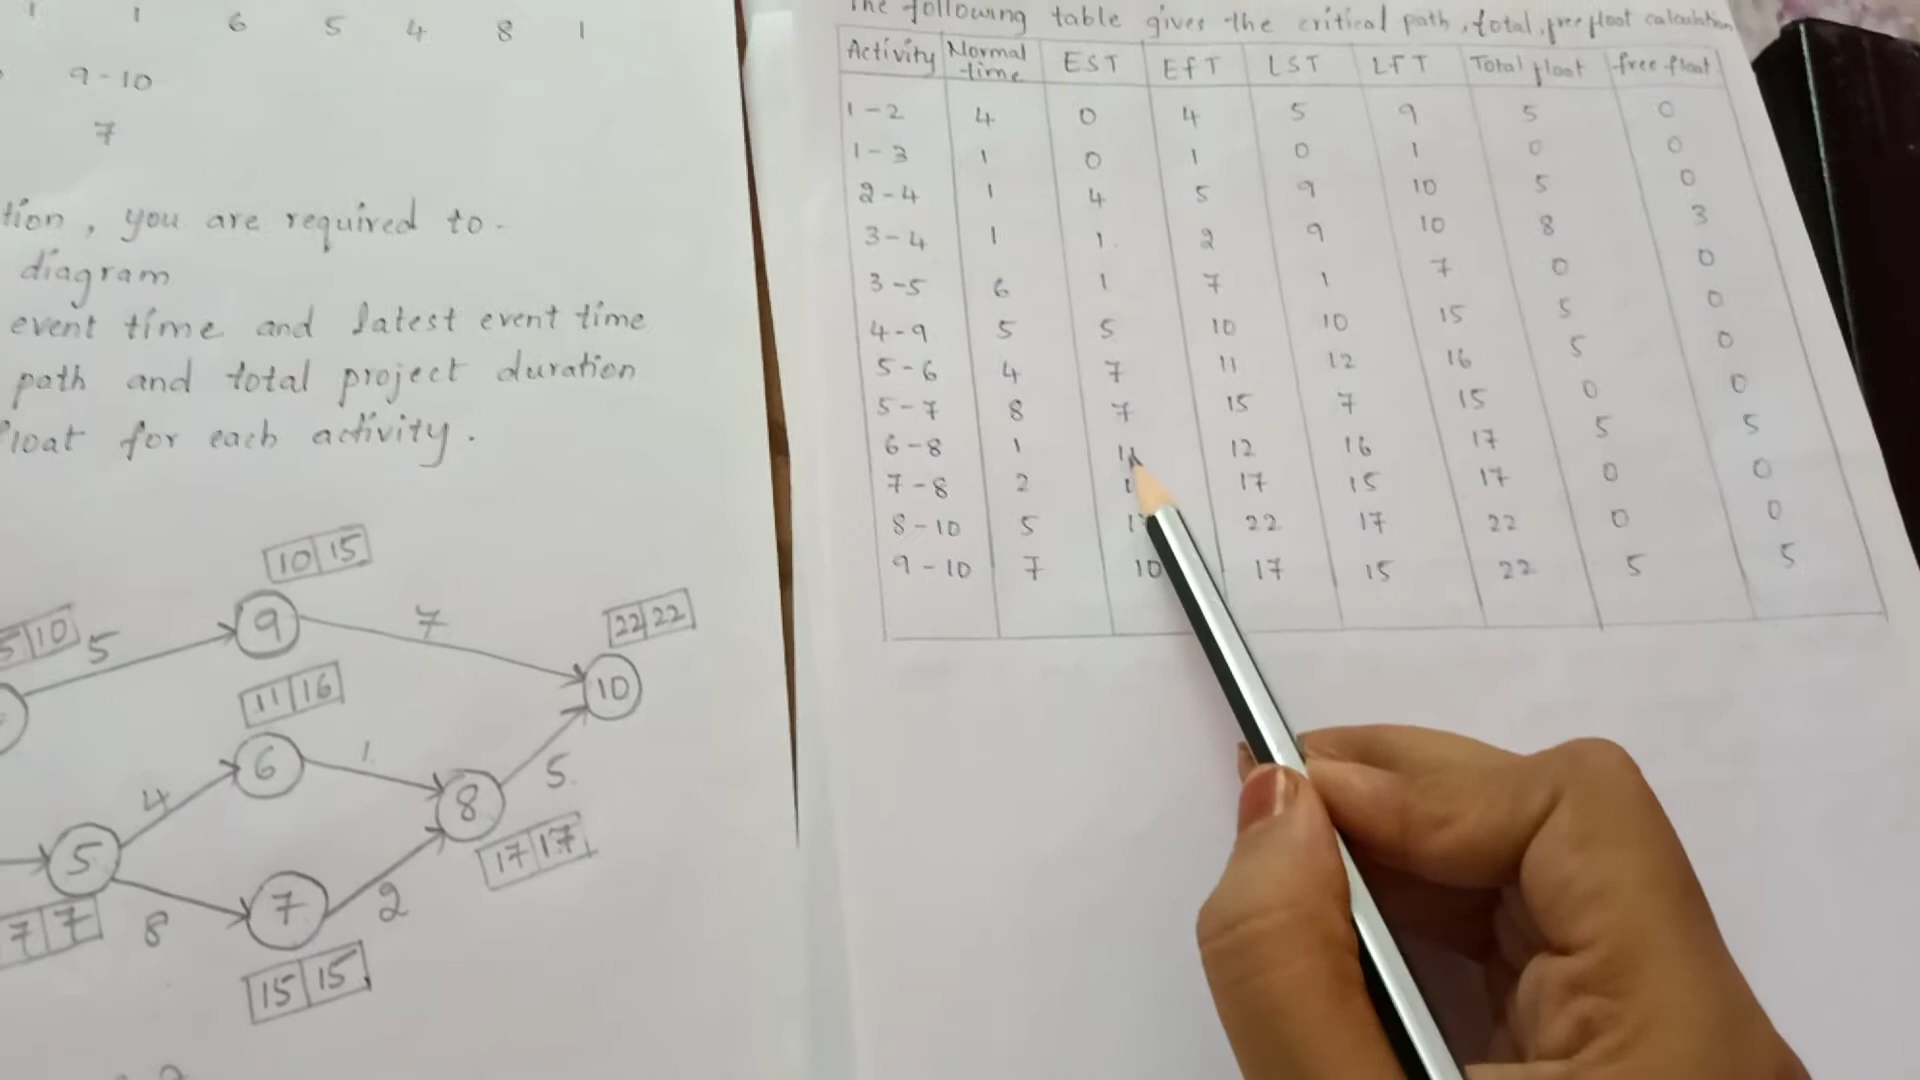 1 1 6 5 4 8 1
9-10
7
tion, you are required to -
diagram
event time and latest event time
path and total project duration
float for each activity.
10 15
5 10
5
9
7
22 22
10
11 16
6
1
4
5
8
5
17 17
7 7
8
7
2
15 15
The following table gives the critical path, total, free float calculation
Activity Normal time EST EFT LST LFT Total float free float
1-2 4 0 4 5 9 5 0
1-3 1 0 1 0 1 0 0
2-4 1 4 5 9 10 5 0
3-4 1 1 2 9 10 8 3
3-5 6 1 7 1 7 0 0
4-9 5 5 10 10 15 5 0
5-6 4 7 11 12 16 5 0
5-7 8 7 15 7 15 0 0
6-8 1 11 12 16 17 5 5
7-8 2 17 15 17 0 0
8-10 5 22 17 22 0 0
9-10 7 10 17 15 22 5 5